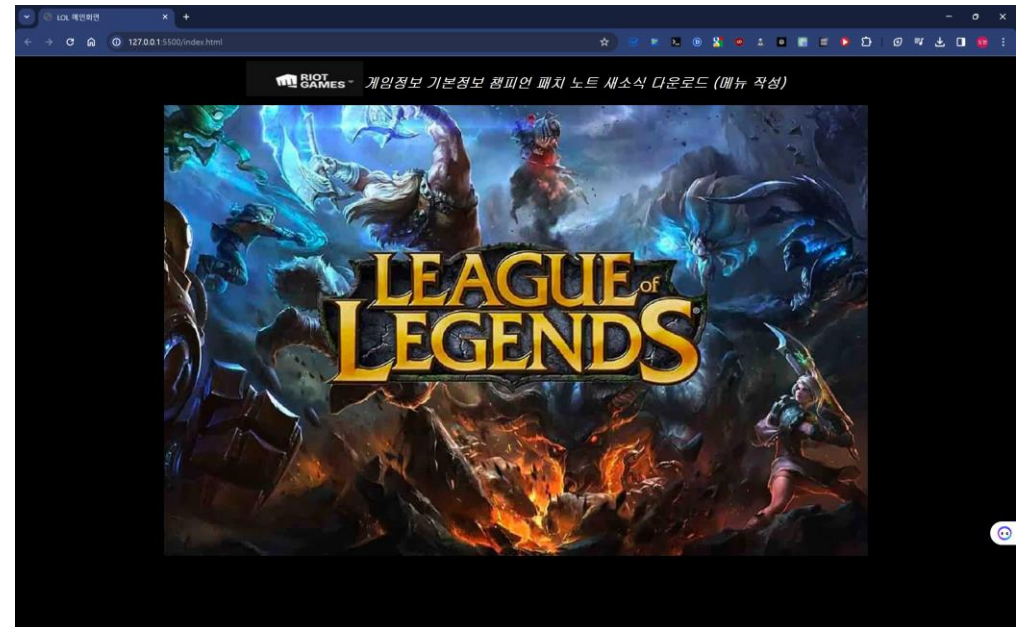 LOL 메인화면
127.0.0.1:5500/index.html
RIOT GAMES 게임정보 기본정보 챔피언 패치 노트 새소식 다운로드 (메뉴 작성)
LEAGUE of
LEGENDS